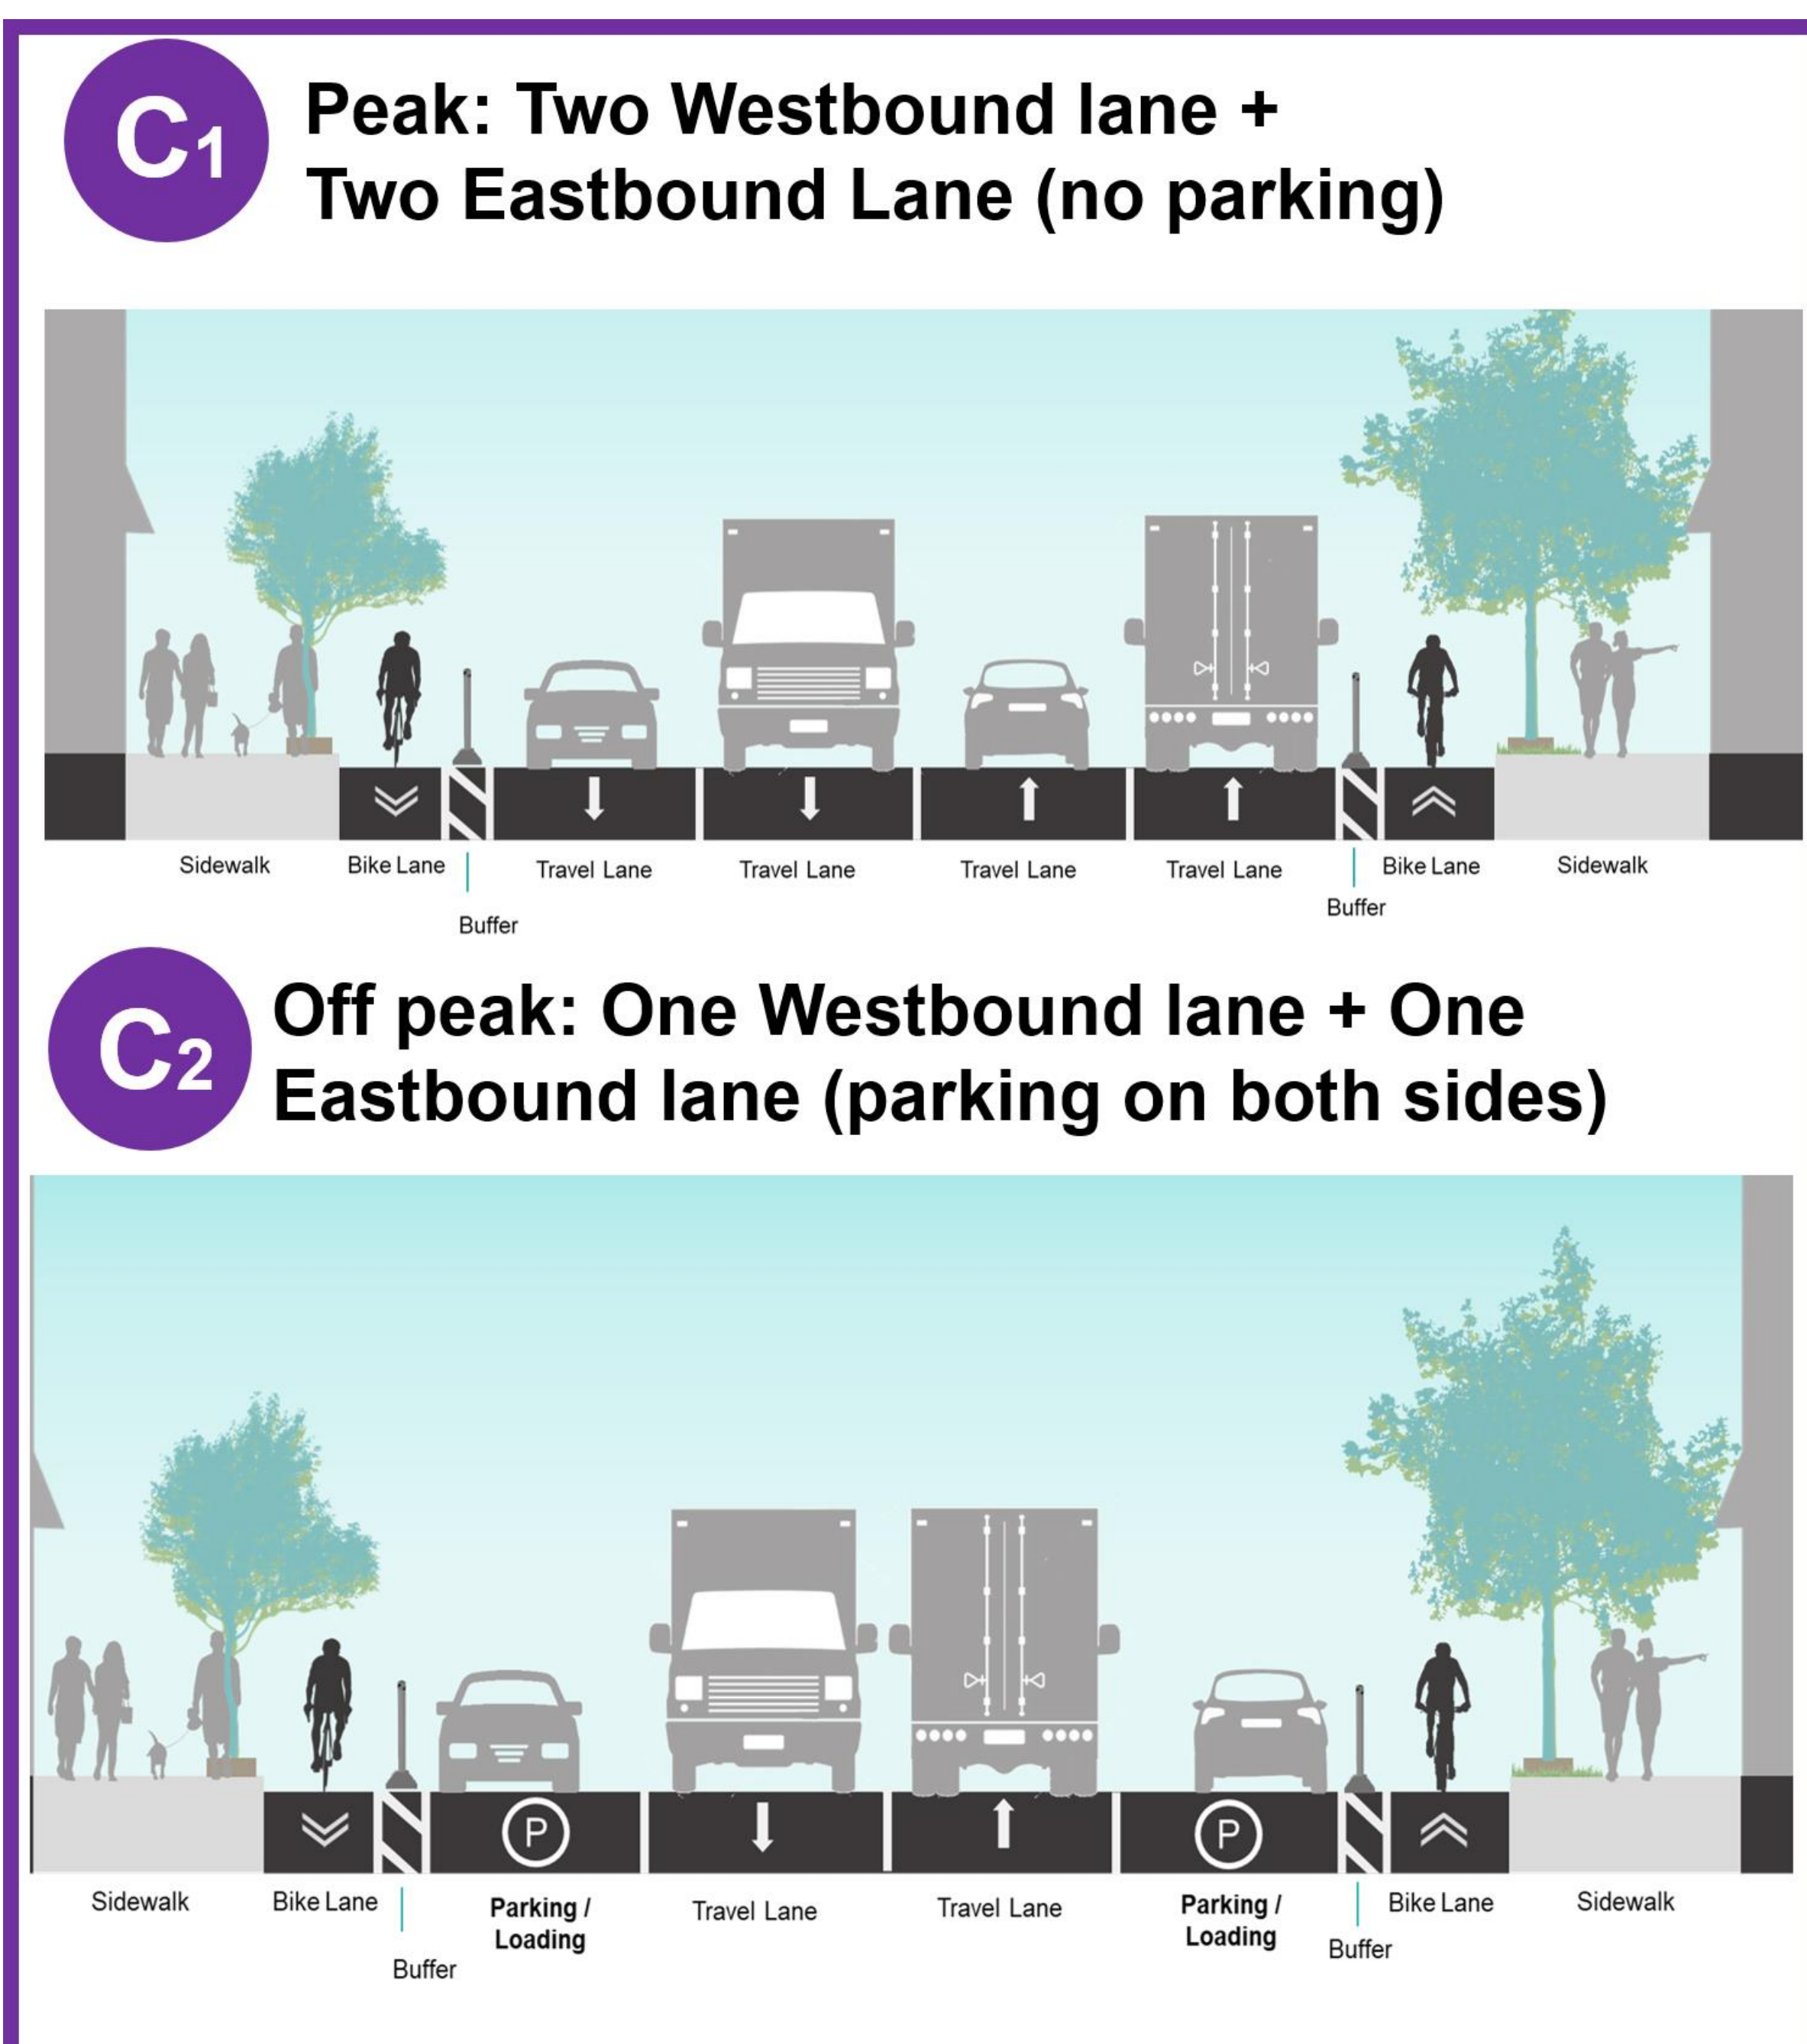 C1
Peak: Two Westbound lane +
Two Eastbound Lane (no parking)
Sidewalk
Bike Lane
Buffer
Travel Lane
Travel Lane
Travel Lane
Travel Lane
Buffer
Bike Lane
Sidewalk
C2
Off peak: One Westbound lane + One
Eastbound lane (parking on both sides)
P
P
Sidewalk
Bike Lane
Buffer
Parking /
Loading
Travel Lane
Travel Lane
Parking /
Loading
Buffer
Bike Lane
Sidewalk